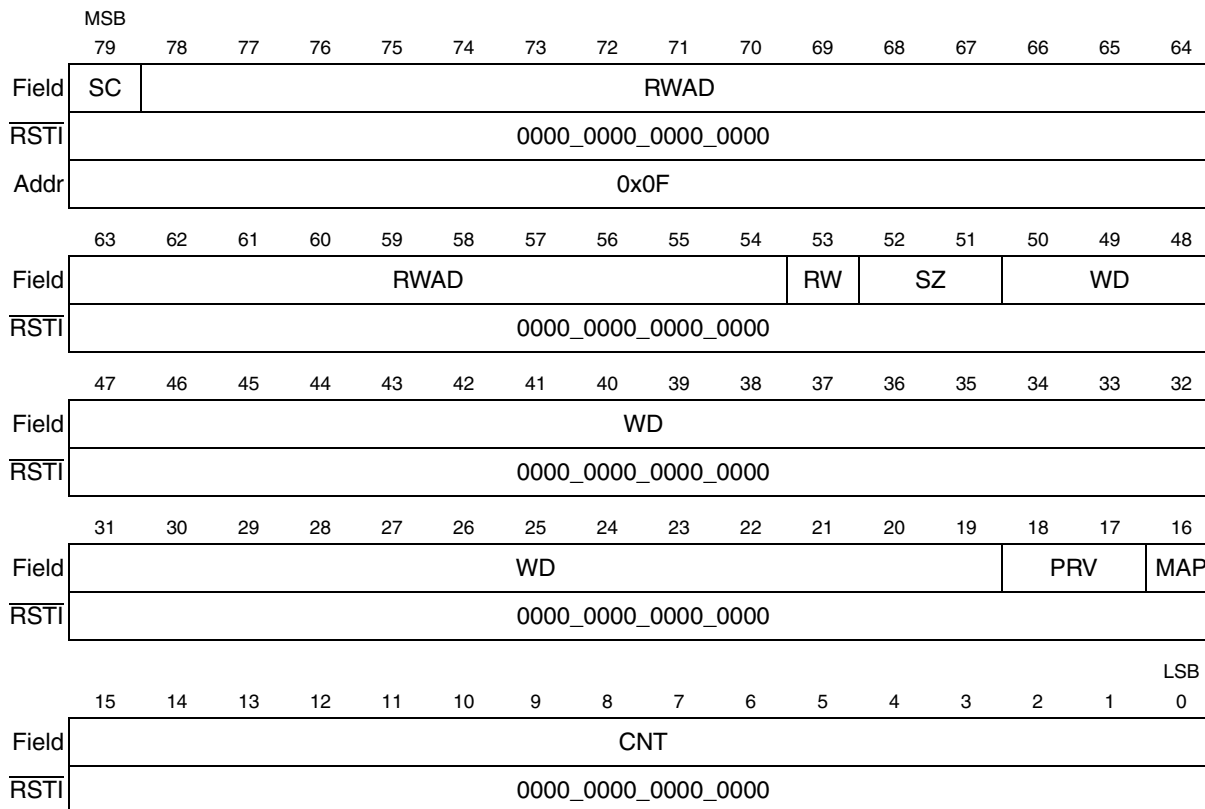 MSB
79 78 77 76 75 74 73 72 71 70 69 68 67 66 65 64
Field SC RWAD
RSTI 0000_0000_0000_0000
Addr 0x0F
63 62 61 60 59 58 57 56 55 54 53 52 51 50 49 48
Field RWAD RW SZ WD
RSTI 0000_0000_0000_0000
47 46 45 44 43 42 41 40 39 38 37 36 35 34 33 32
Field WD
RSTI 0000_0000_0000_0000
31 30 29 28 27 26 25 24 23 22 21 20 19 18 17 16
Field WD PRV MAP
RSTI 0000_0000_0000_0000
LSB
15 14 13 12 11 10 9 8 7 6 5 4 3 2 1 0
Field CNT
RSTI 0000_0000_0000_0000